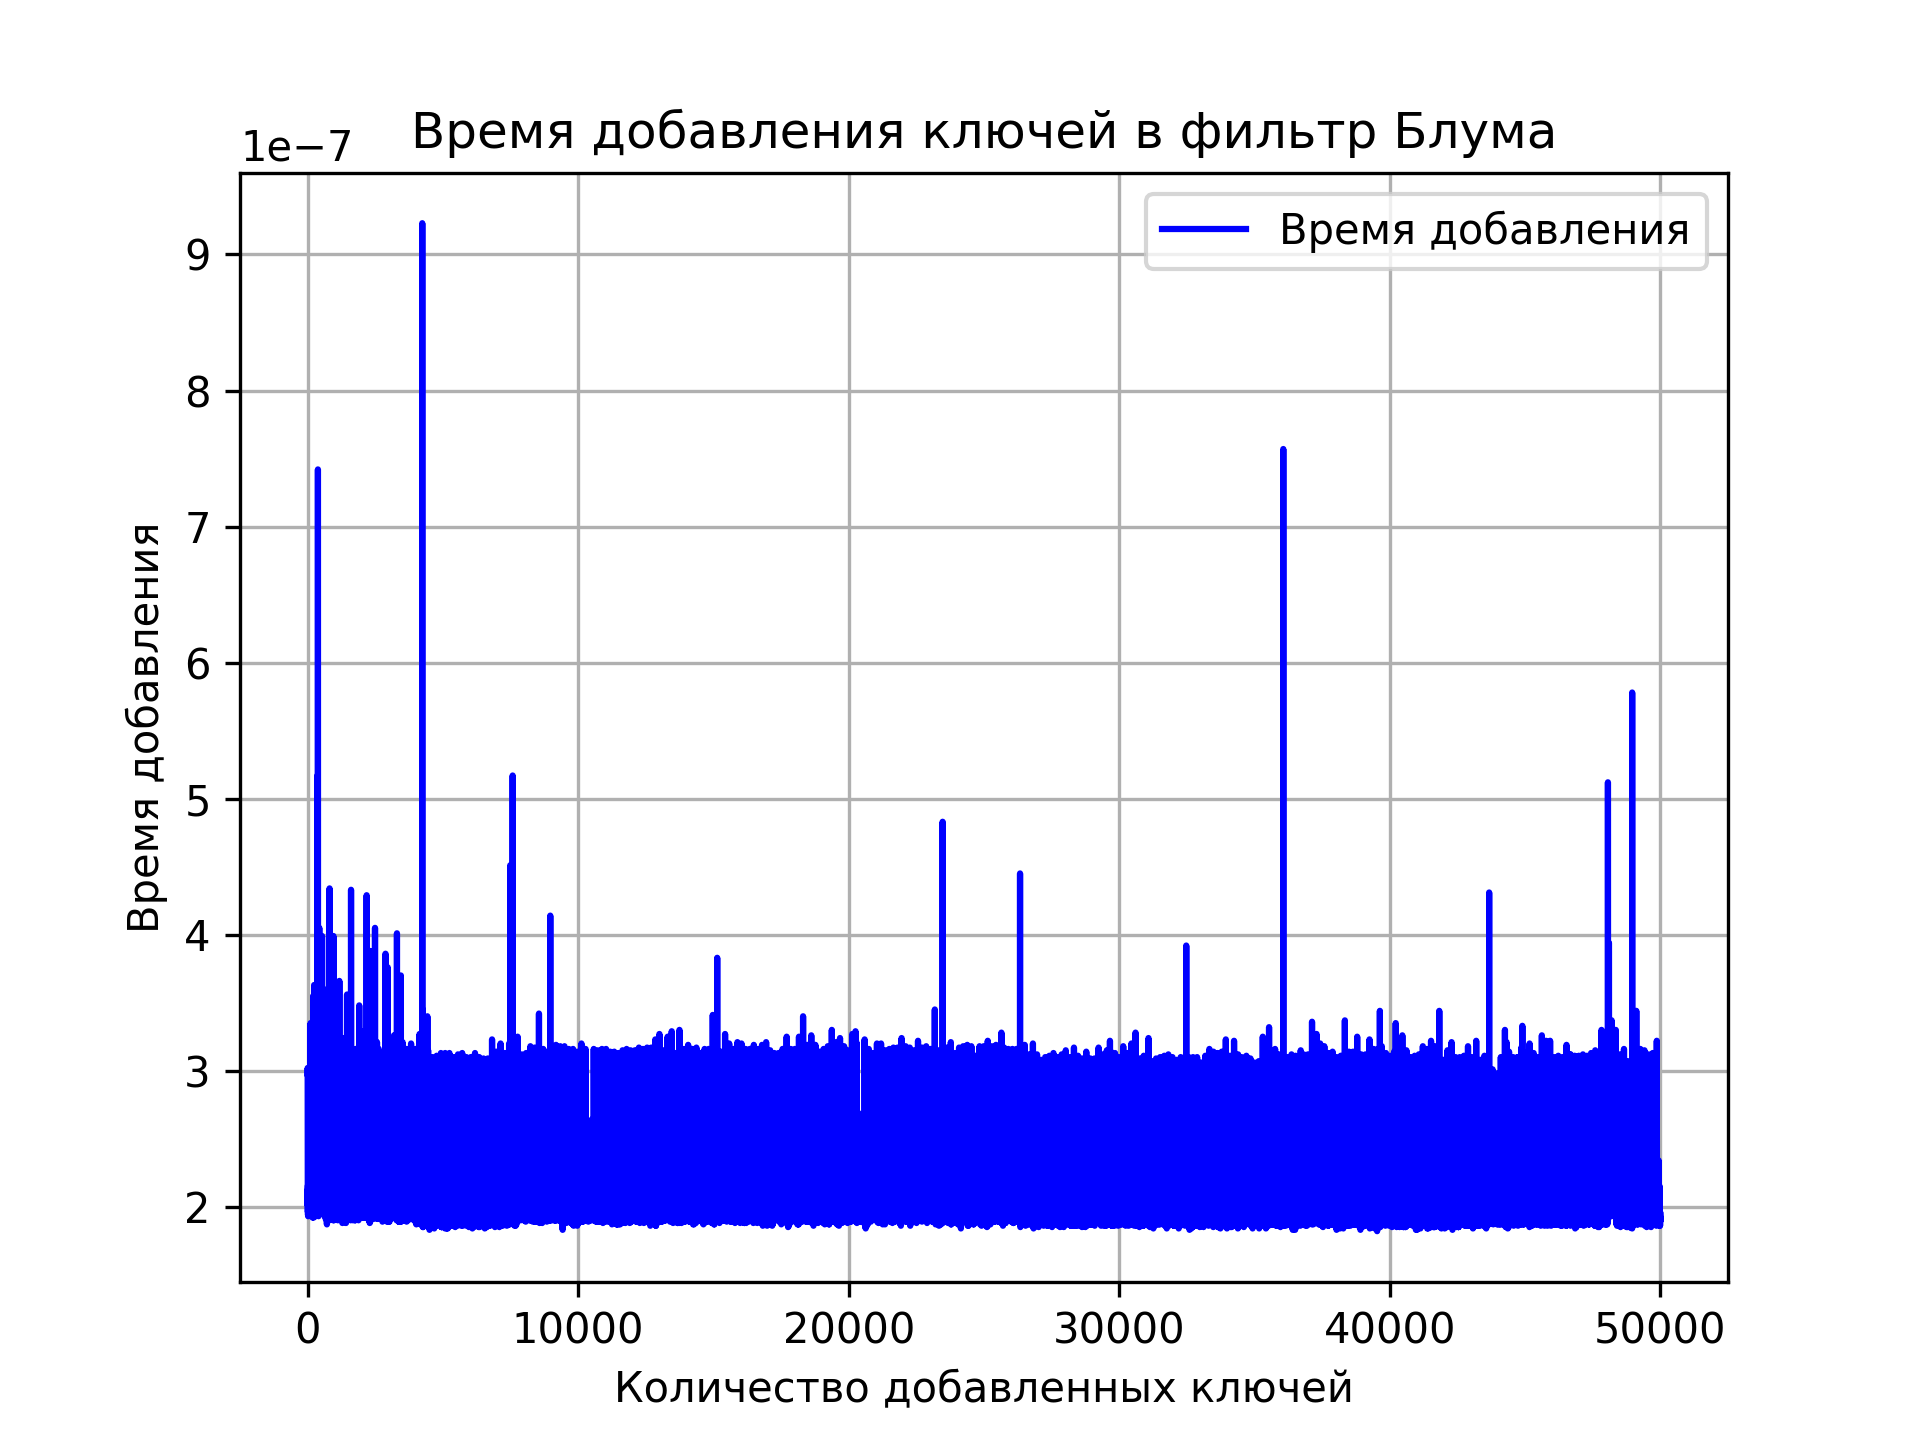 Время добавления ключей в фильтр Блума
1e−7
Время добавления
9
8
7
6
5
4
3
2
Время добавления
0 10000 20000 30000 40000 50000
Количество добавленных ключей